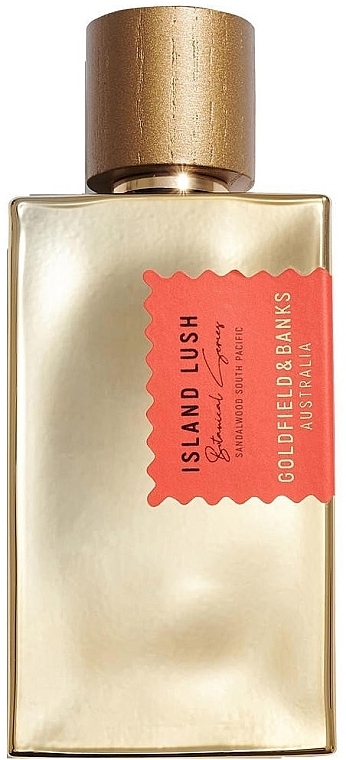 ISLAND LUSH
Botanical Series
SANDALWOOD SOUTH PACIFIC
GOLDFIELD & BANKS
AUSTRALIA